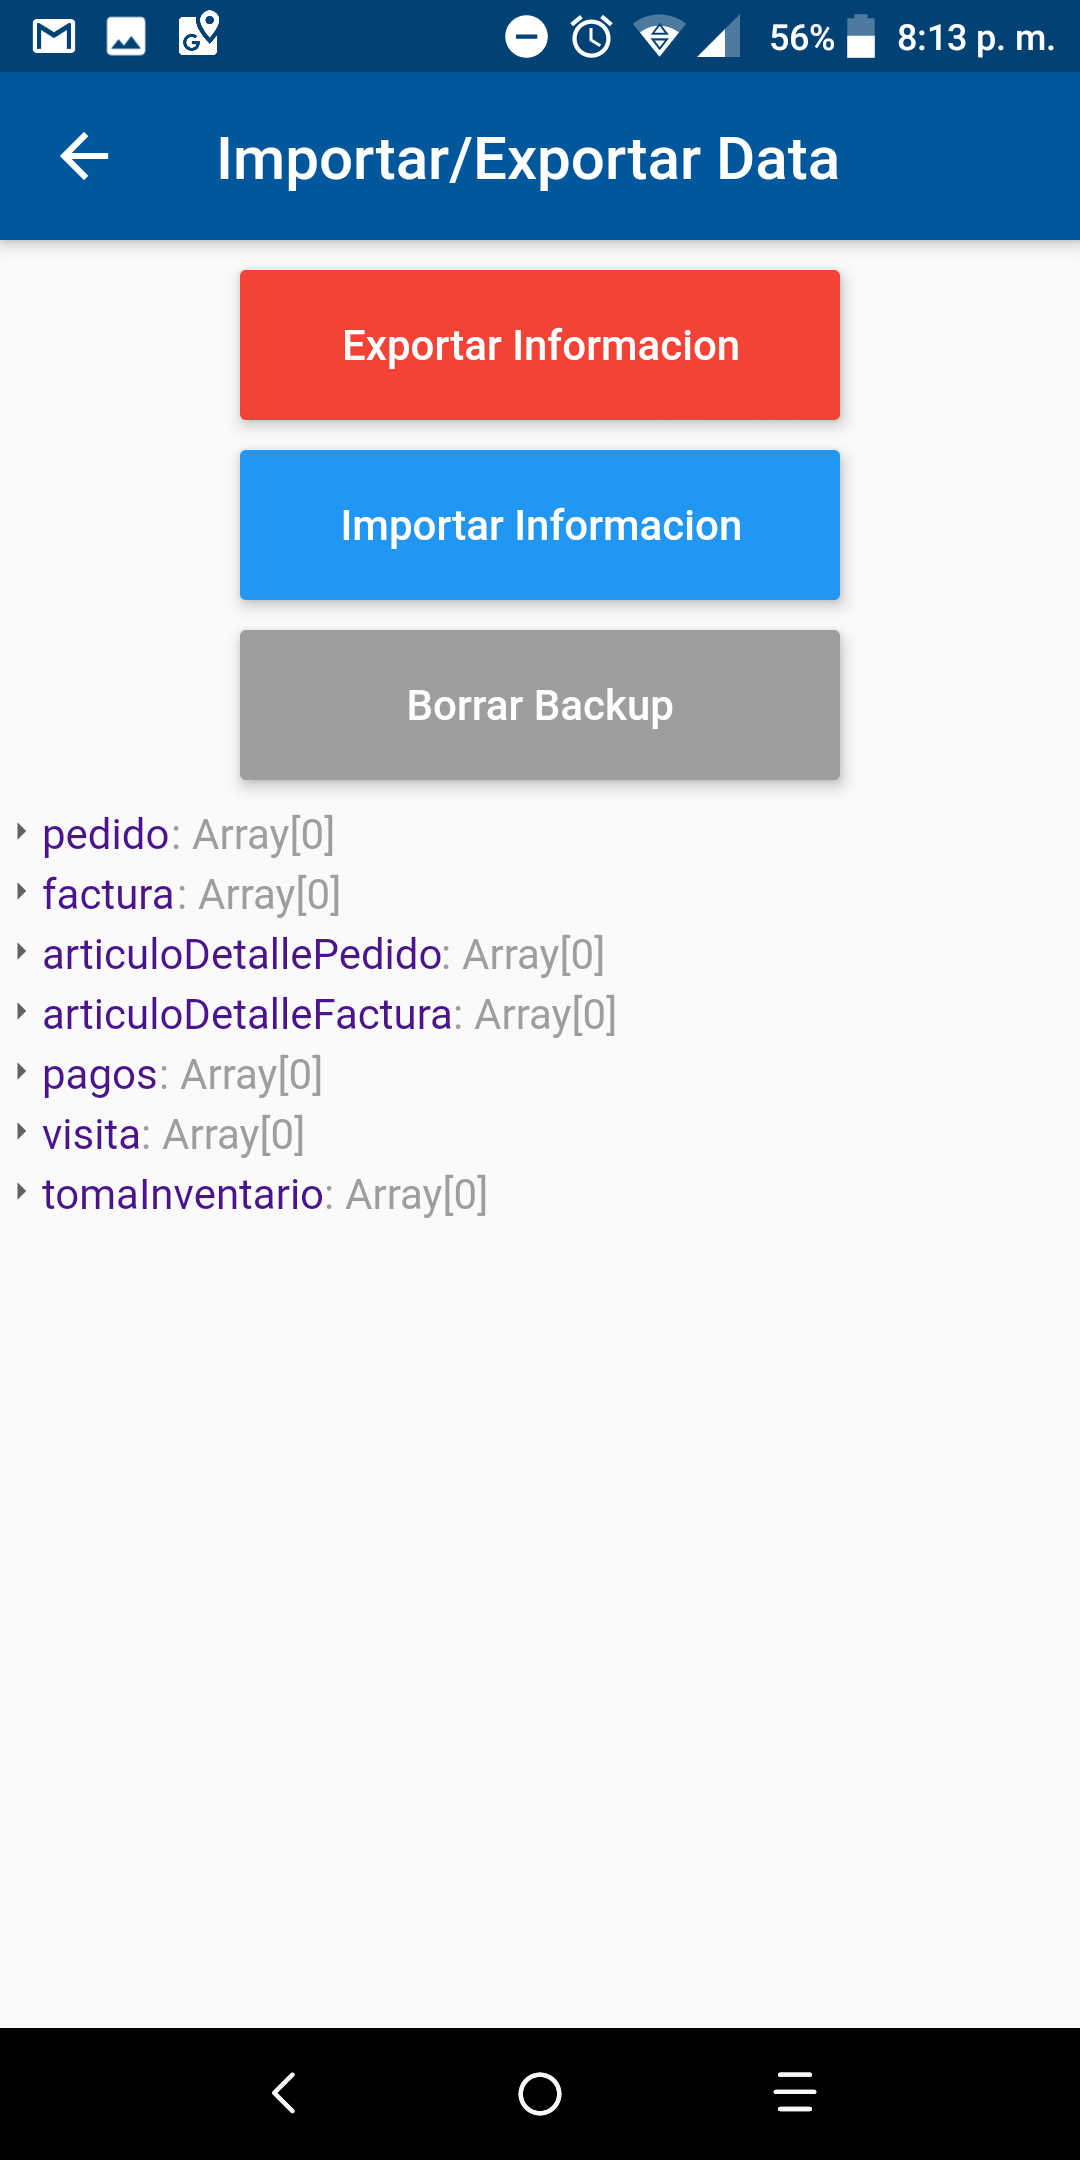 56% 8:13 p. m.
Importar/Exportar Data
Exportar Informacion
Importar Informacion
Borrar Backup
pedido: Array[0]
factura: Array[0]
articuloDetallePedido: Array[0]
articuloDetalleFactura: Array[0]
pagos: Array[0]
visita: Array[0]
tomaInventario: Array[0]